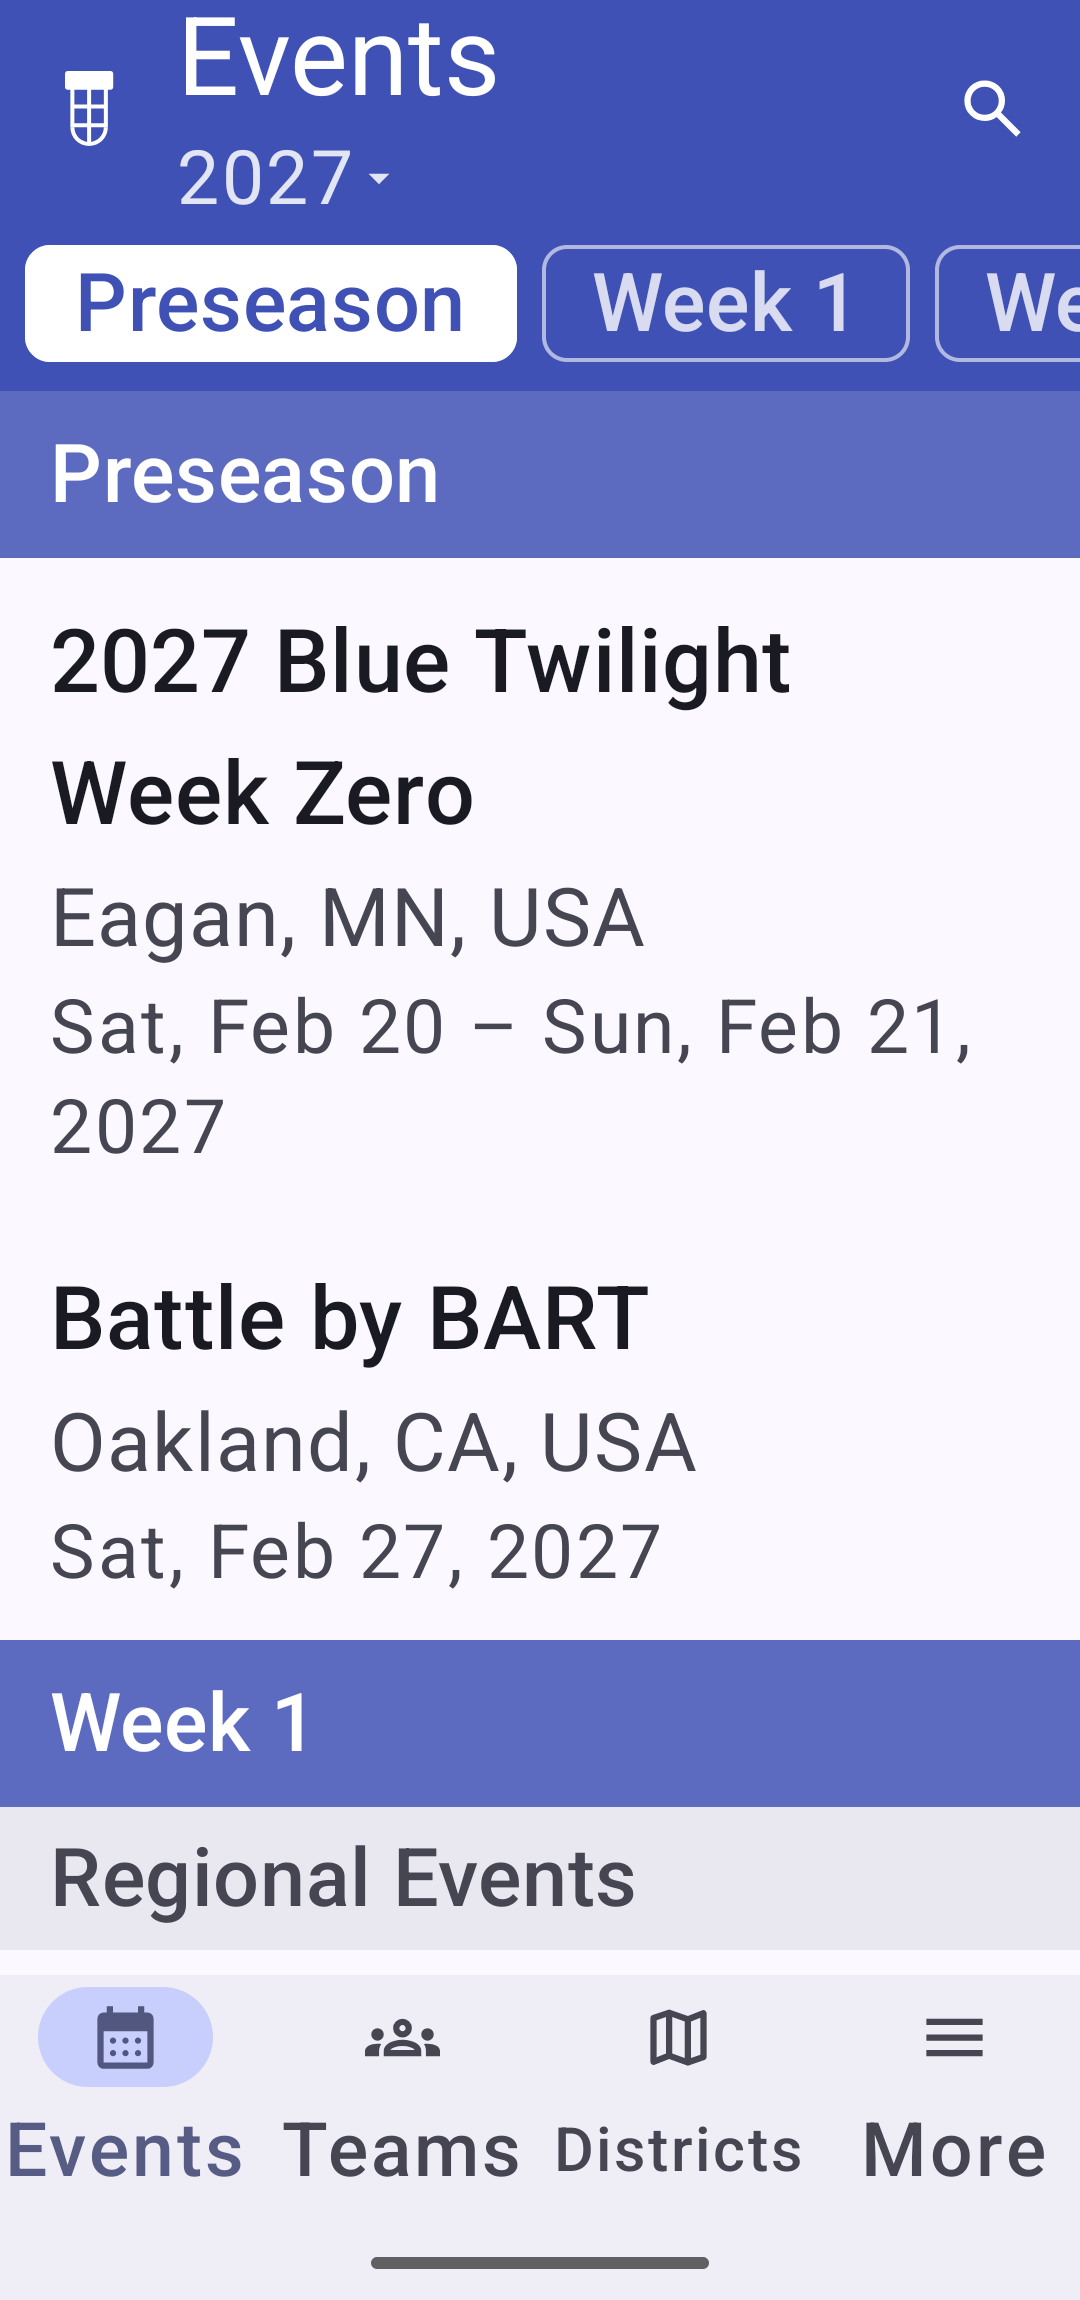 Events
2027
Preseason
Week 1
We
Preseason
2027 Blue Twilight
Week Zero
Eagan, MN, USA
Sat, Feb 20 – Sun, Feb 21,
2027
Battle by BART
Oakland, CA, USA
Sat, Feb 27, 2027
Week 1
Regional Events
Events
Teams
Districts
More